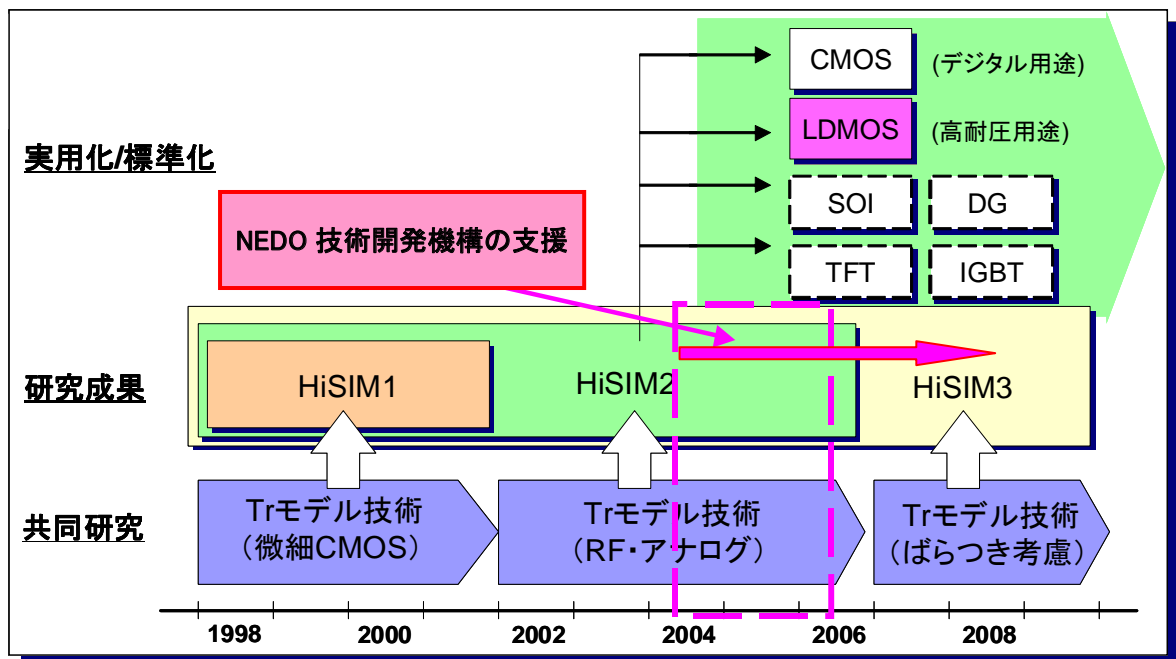 CMOS (デジタル用途)
LDMOS (高耐圧用途)
実用化/標準化
SOI DG
NEDO 技術開発機構の支援
TFT IGBT
研究成果
HiSIM1 HiSIM2 HiSIM3
共同研究
Trモデル技術
(微細CMOS)
Trモデル技術
(RF・アナログ)
Trモデル技術
(ばらつき考慮)
1998 2000 2002 2004 2006 2008